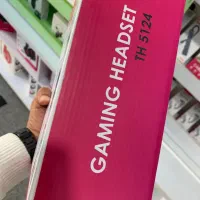 GAMING HEADSET
TH 5124